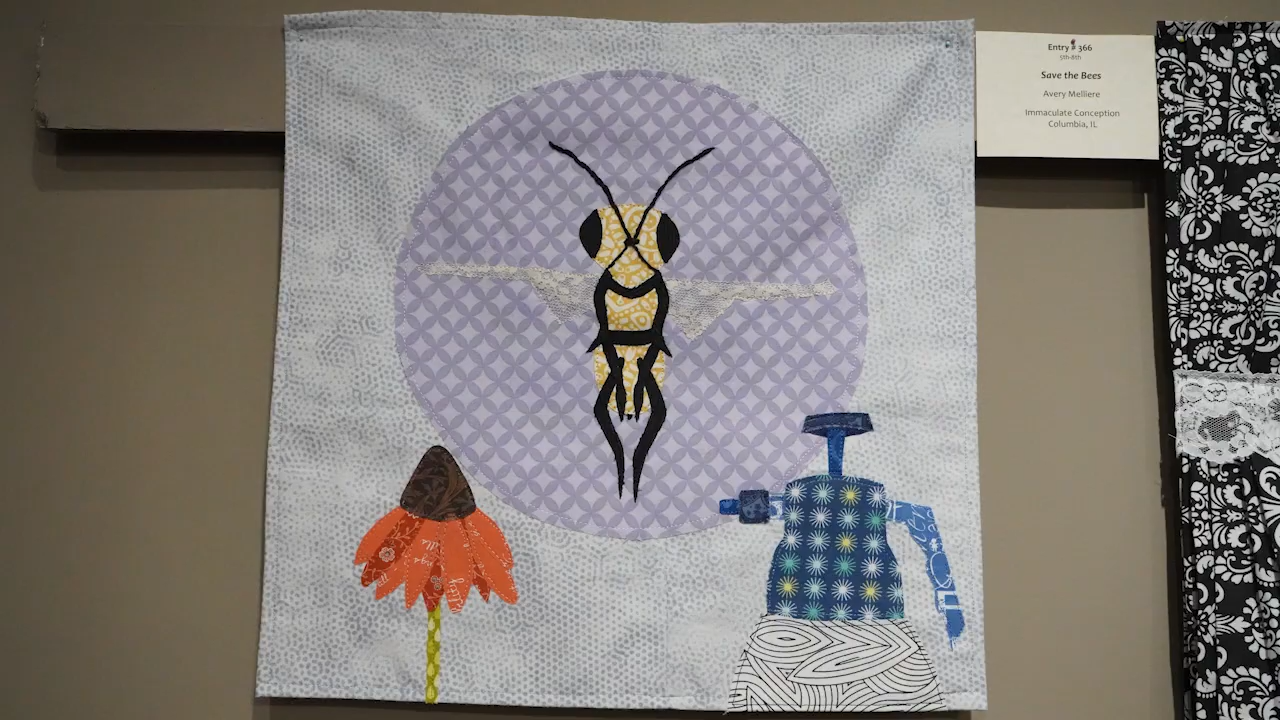 Entry # 366
5th-8th
Save the Bees
Avery Melliere
Immaculate Conception
Columbia, IL